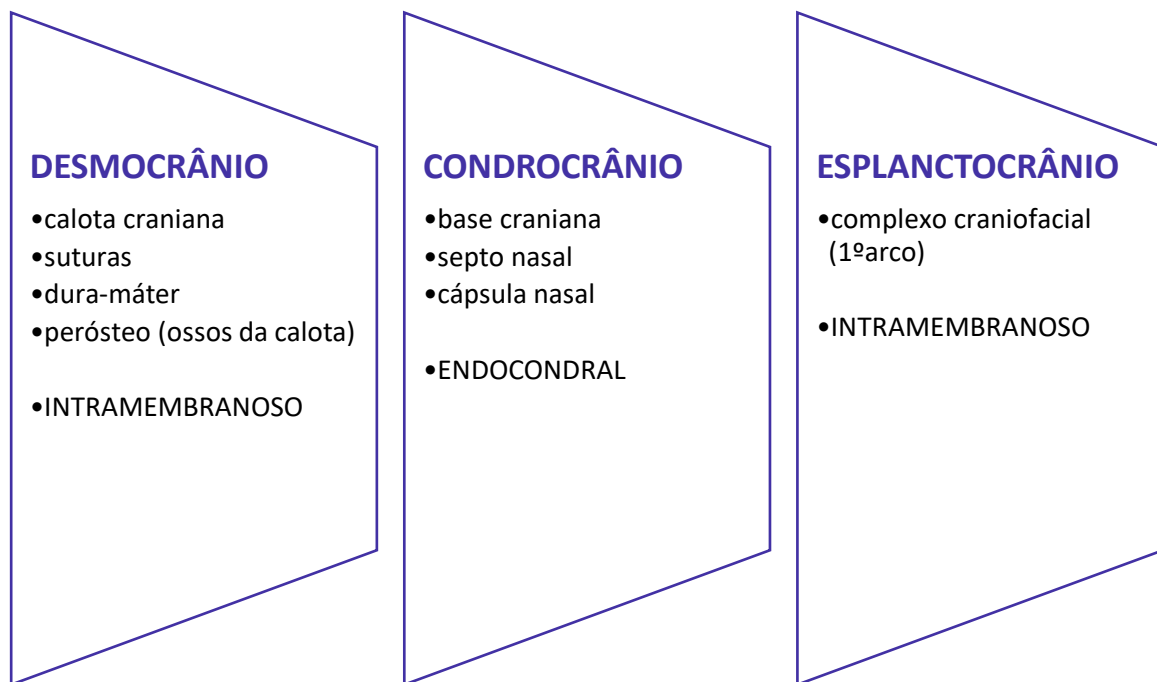 DESMOCRÂNIO
•calota craniana
•suturas
•dura-máter
•perósteo (ossos da calota)
•INTRAMEMBRANOSO
CONDROCRÂNIO
•base craniana
•septo nasal
•cápsula nasal
•ENDOCONDRAL
ESPLANCTOCRÂNIO
•complexo craniofacial
(1ºarco)
•INTRAMEMBRANOSO